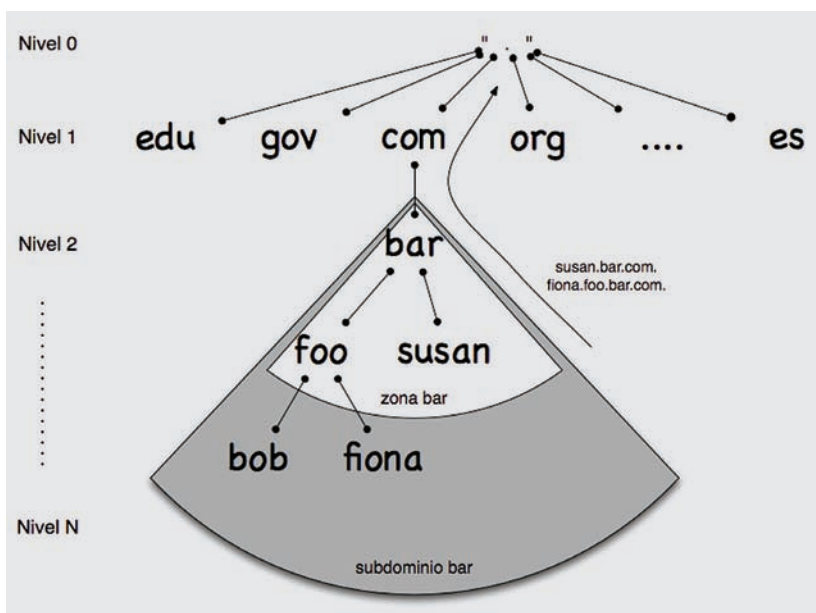 Nivel 0
" . "
Nivel 1
edu gov com org .... es
Nivel 2
bar
susan.bar.com.
fiona.foo.bar.com.
foo susan
zona bar
bob fiona
Nivel N
subdominio bar